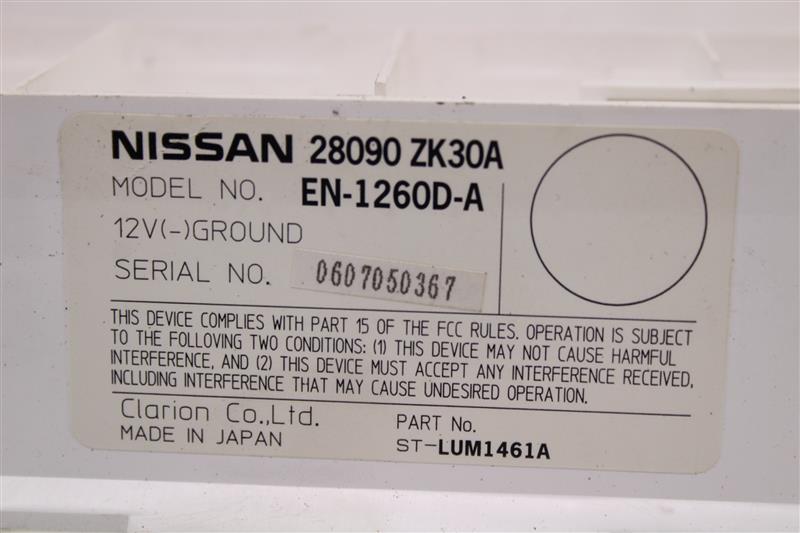 NISSAN 28090 ZK30A
MODEL NO. EN-1260D-A
12V(-)GROUND
SERIAL NO. 0607050367
THIS DEVICE COMPLIES WITH PART 15 OF THE FCC RULES. OPERATION IS SUBJECT
TO THE FOLLOWING TWO CONDITIONS: (1) THIS DEVICE MAY NOT CAUSE HARMFUL
INTERFERENCE, AND (2) THIS DEVICE MUST ACCEPT ANY INTERFERENCE RECEIVED,
INCLUDING INTERFERENCE THAT MAY CAUSE UNDESIRED OPERATION.
Clarion Co.,Ltd.
MADE IN JAPAN
PART No.
ST-LUM1461A